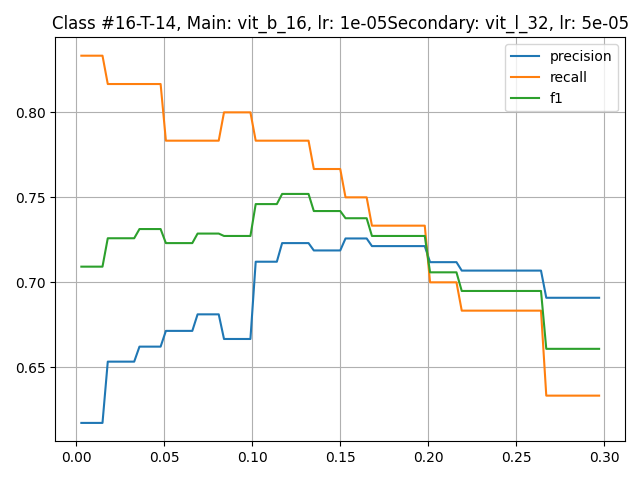 Class #16-T-14, Main: vit_b_16, lr: 1e-05Secondary: vit_l_32, lr: 5e-05
precision
recall
f1
0.80
0.75
0.70
0.65
0.00 0.05 0.10 0.15 0.20 0.25 0.30